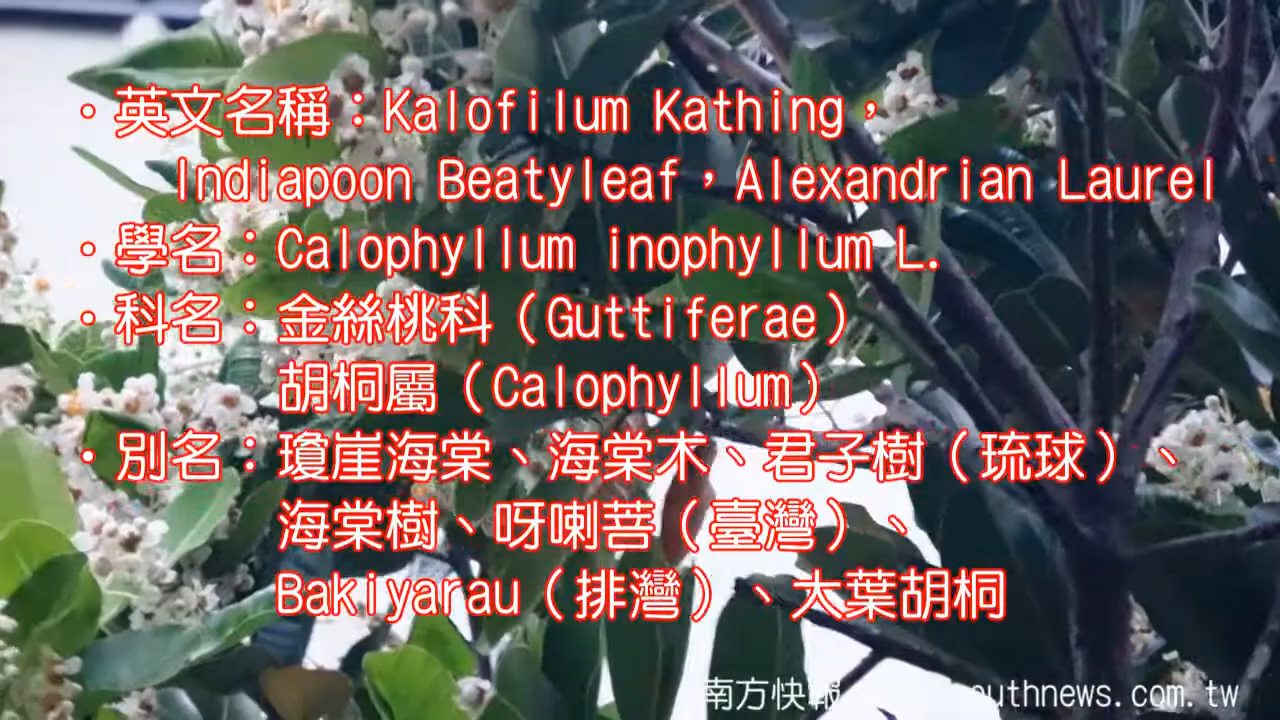 ・英文名稱：Kalofilum Kathing，
Indiapoon Beatyleaf，Alexandrian Laurel
・學名：Calophyllum inophyllum L.
・科名：金絲桃科（Guttiferae）
胡桐屬（Calophyllum）
・別名：瓊崖海棠、海棠木、君子樹（琉球）、
海棠樹、呀喇菩（臺灣）、
Bakiyarau（排灣）、大葉胡桐
南方快報 southnews.com.tw